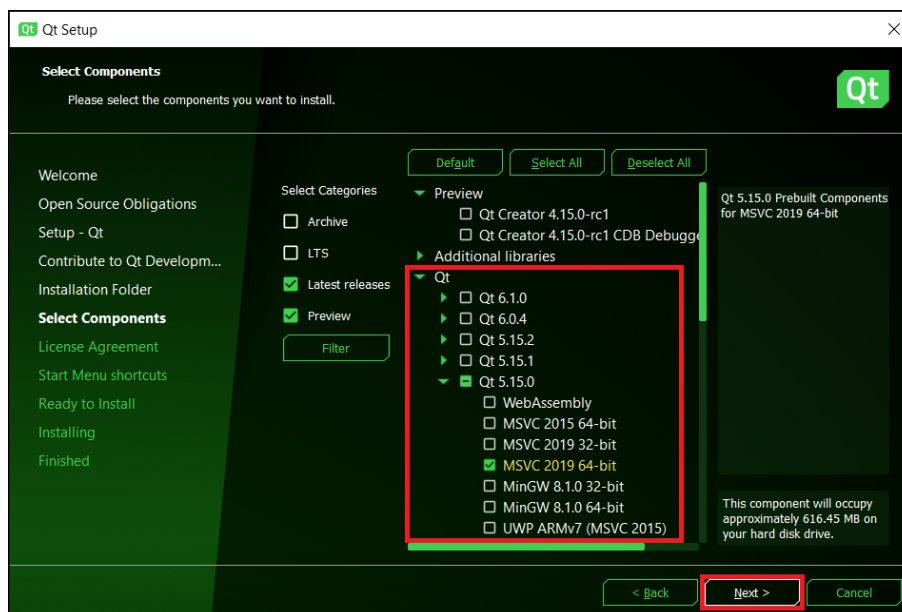 Qt Qt Setup
Select Components
Please select the components you want to install.
Qt
Welcome
Open Source Obligations
Setup - Qt
Contribute to Qt Developm...
Installation Folder
Select Components
License Agreement
Start Menu shortcuts
Ready to Install
Installing
Finished
Select Categories
Archive
LTS
Latest releases
Preview
Filter
Default Select All Deselect All
Preview
Qt Creator 4.15.0-rc1
Qt Creator 4.15.0-rc1 CDB Debugge
Additional libraries
Qt
Qt 6.1.0
Qt 6.0.4
Qt 5.15.2
Qt 5.15.1
Qt 5.15.0
WebAssembly
MSVC 2015 64-bit
MSVC 2019 32-bit
MSVC 2019 64-bit
MinGW 8.1.0 32-bit
MinGW 8.1.0 64-bit
UWP ARMv7 (MSVC 2015)
Qt 5.15.0 Prebuilt Components
for MSVC 2019 64-bit
This component will occupy
approximately 616.45 MB on
your hard disk drive.
< Back Next > Cancel